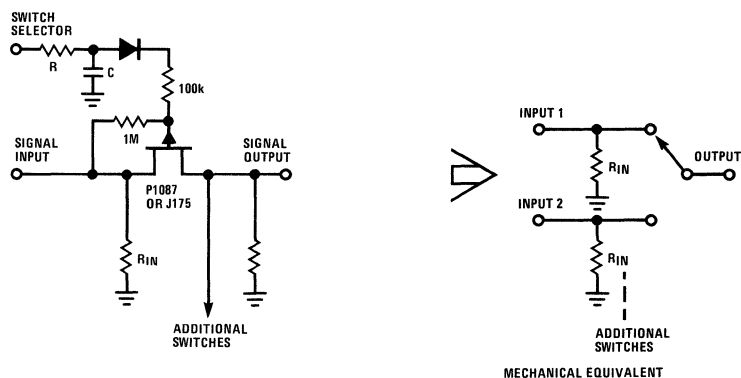 SWITCH
SELECTOR
R
C
100k
1M
SIGNAL
INPUT
SIGNAL
OUTPUT
P1087
OR J175
RIN
ADDITIONAL
SWITCHES
INPUT 1
RIN
OUTPUT
INPUT 2
RIN
ADDITIONAL
SWITCHES
MECHANICAL EQUIVALENT